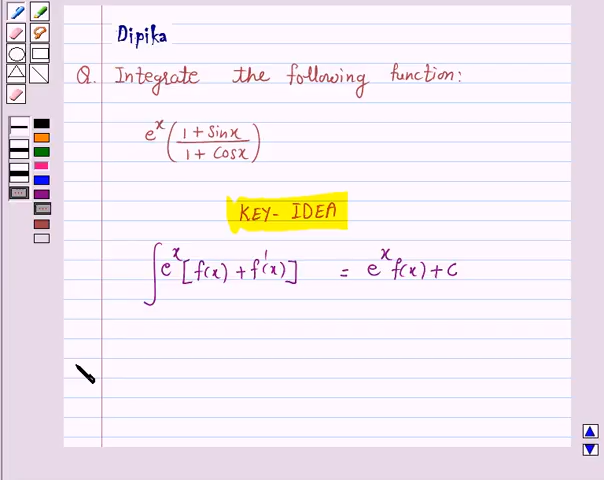 Dipika
Q. Integrate the following function:
e^x (1 + Sinx / 1 + Cosx)
KEY- IDEA
∫e^x [f(x) + f'(x)] = e^x f(x) + C